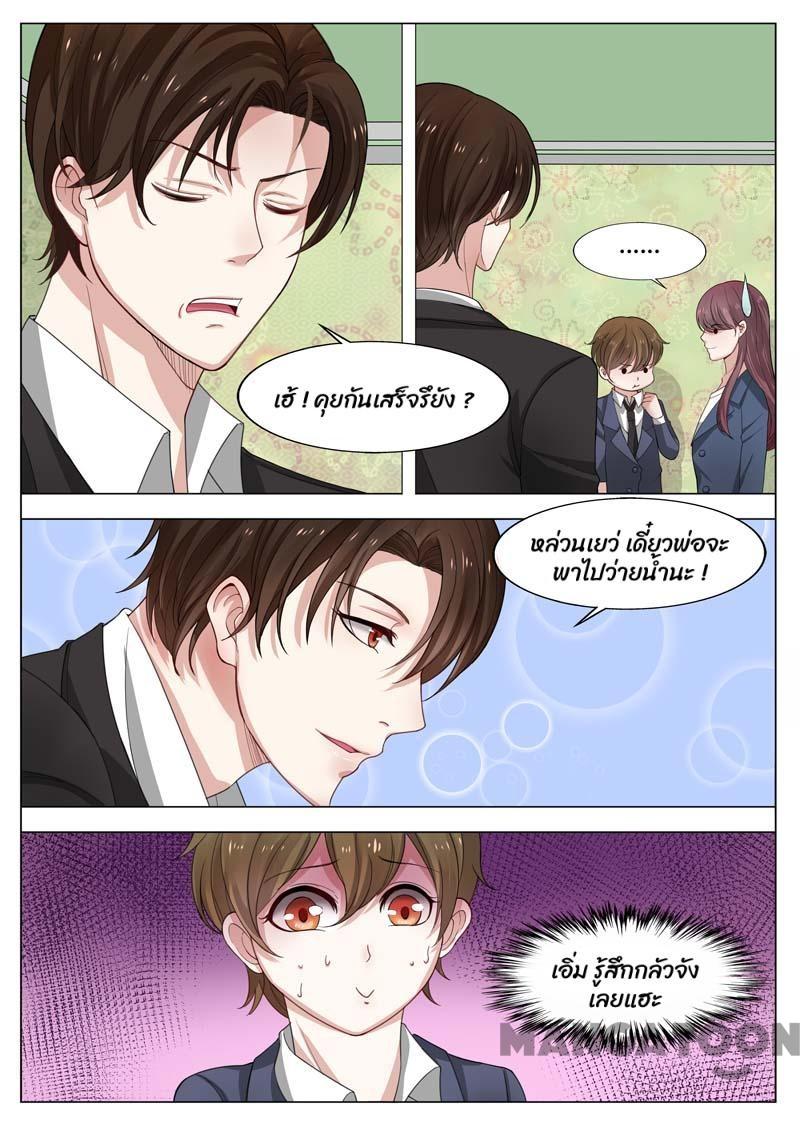 เฮ้ ! คุยกันเสร็จรึยัง ?
......
หล่วนเยว่ เดี๋ยวพ่อจะ
พาไปว่ายน้ำนะ !
เอิ่ม รู้สึกกลัวจัง
เลยแฮะ
MANGATOON